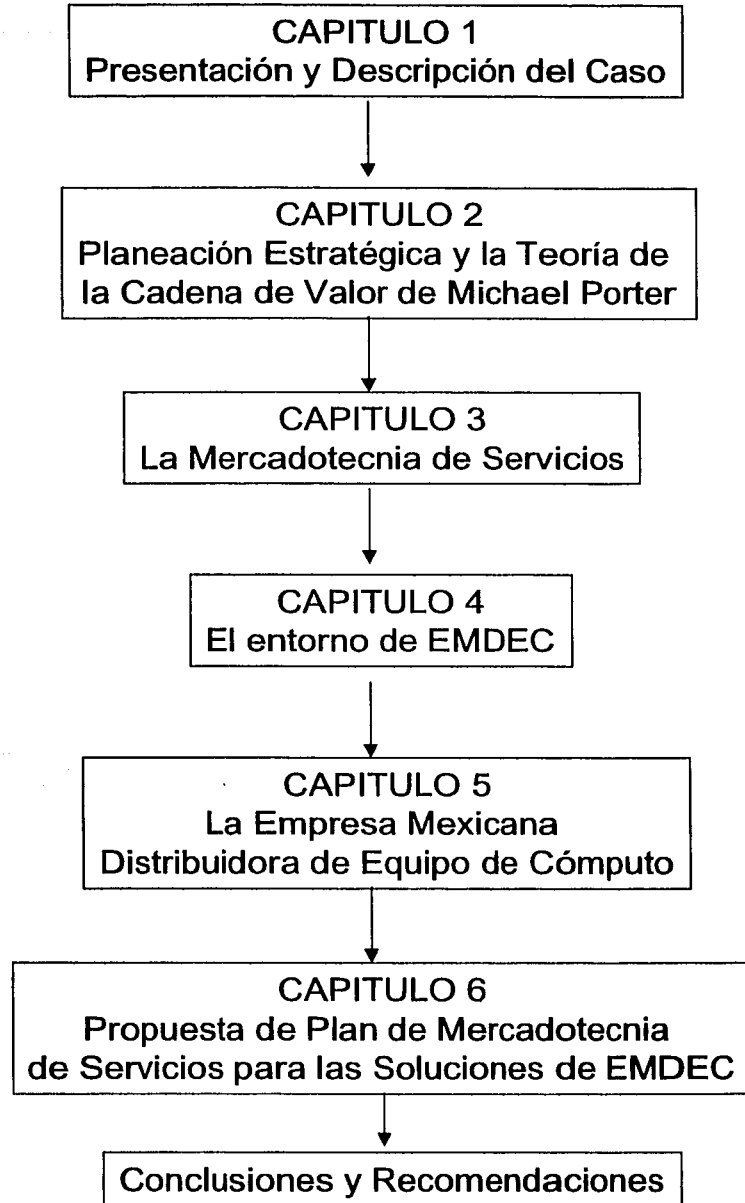 CAPITULO 1
Presentación y Descripción del Caso
CAPITULO 2
Planeación Estratégica y la Teoría de
la Cadena de Valor de Michael Porter
CAPITULO 3
La Mercadotecnia de Servicios
CAPITULO 4
El entorno de EMDEC
CAPITULO 5
La Empresa Mexicana
Distribuidora de Equipo de Cómputo
CAPITULO 6
Propuesta de Plan de Mercadotecnia
de Servicios para las Soluciones de EMDEC
Conclusiones y Recomendaciones